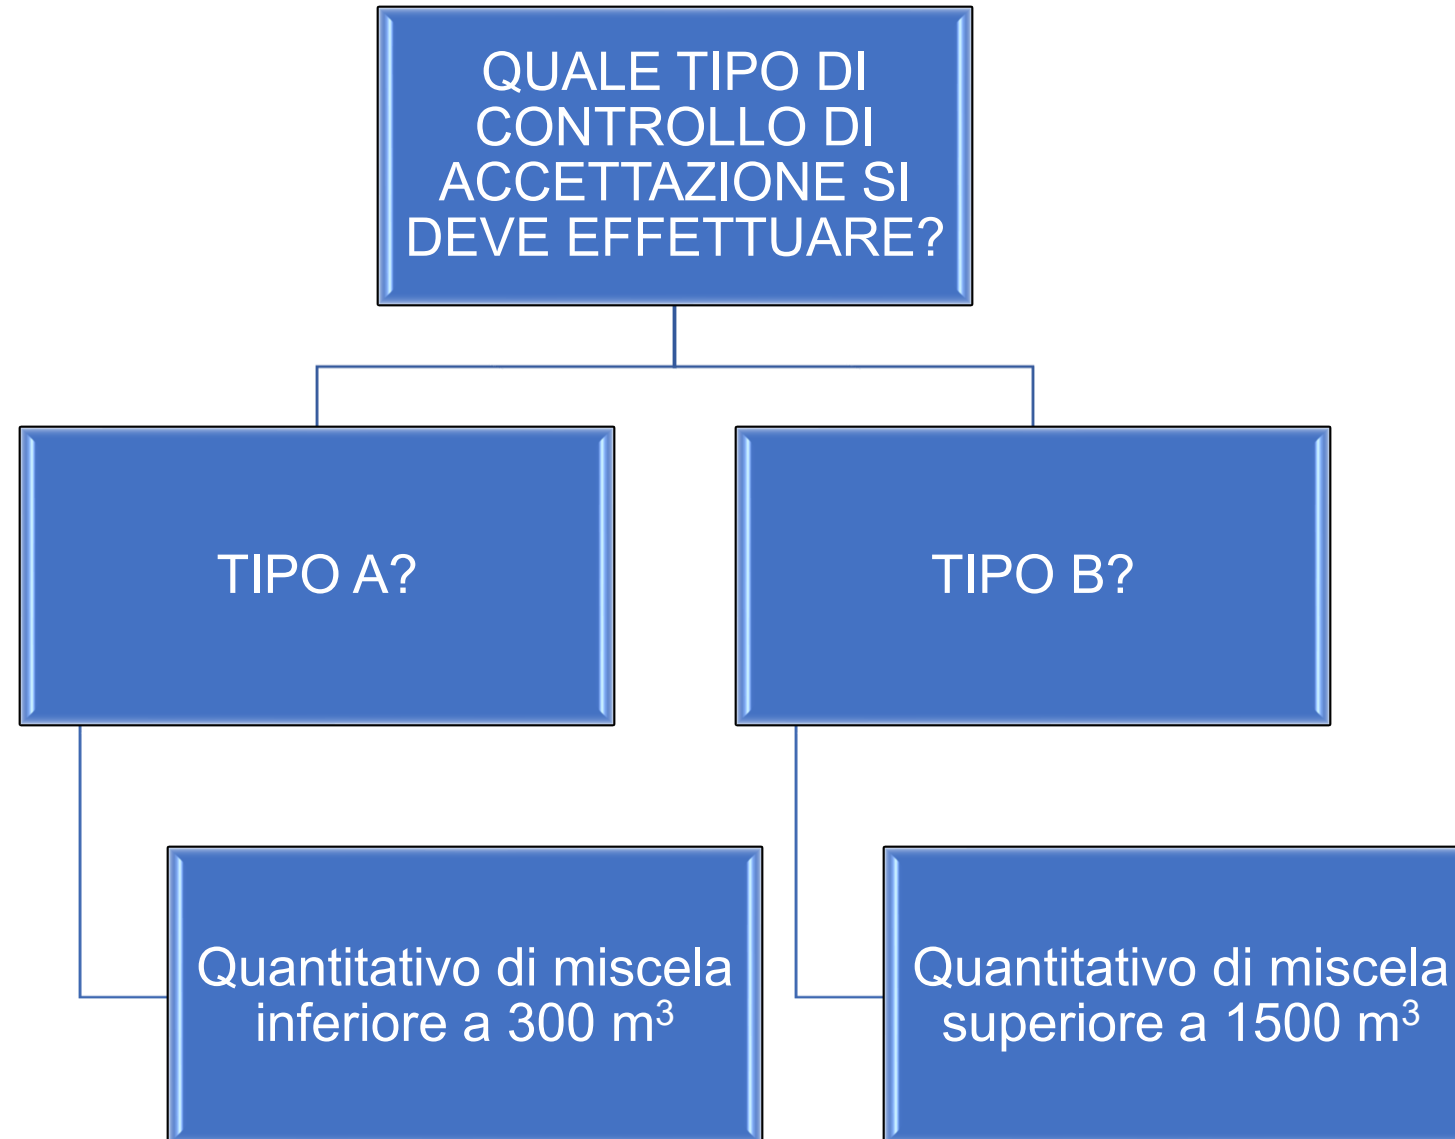 QUALE TIPO DI
CONTROLLO DI
ACCETTAZIONE SI
DEVE EFFETTUARE?
TIPO A?
TIPO B?
Quantitativo di miscela
inferiore a 300 m³
Quantitativo di miscela
superiore a 1500 m³